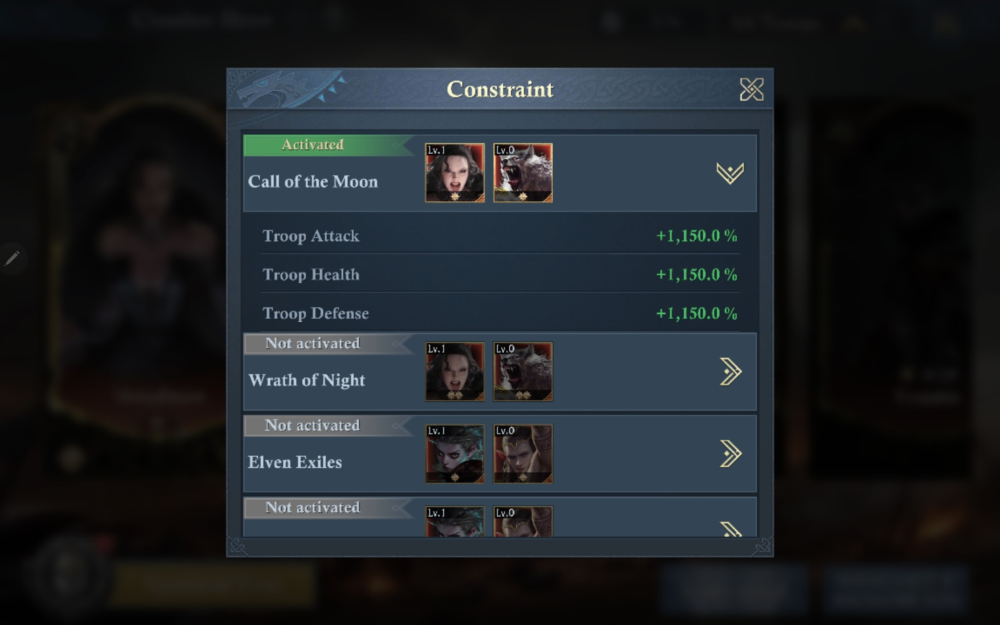 Constraint
Activated
Lv.1
Lv.0
Call of the Moon
Troop Attack +1,150.0 %
Troop Health +1,150.0 %
Troop Defense +1,150.0 %
Not activated
Lv.1
Lv.0
Wrath of Night
Not activated
Lv.1
Lv.0
Elven Exiles
Not activated
Lv.1
Lv.0